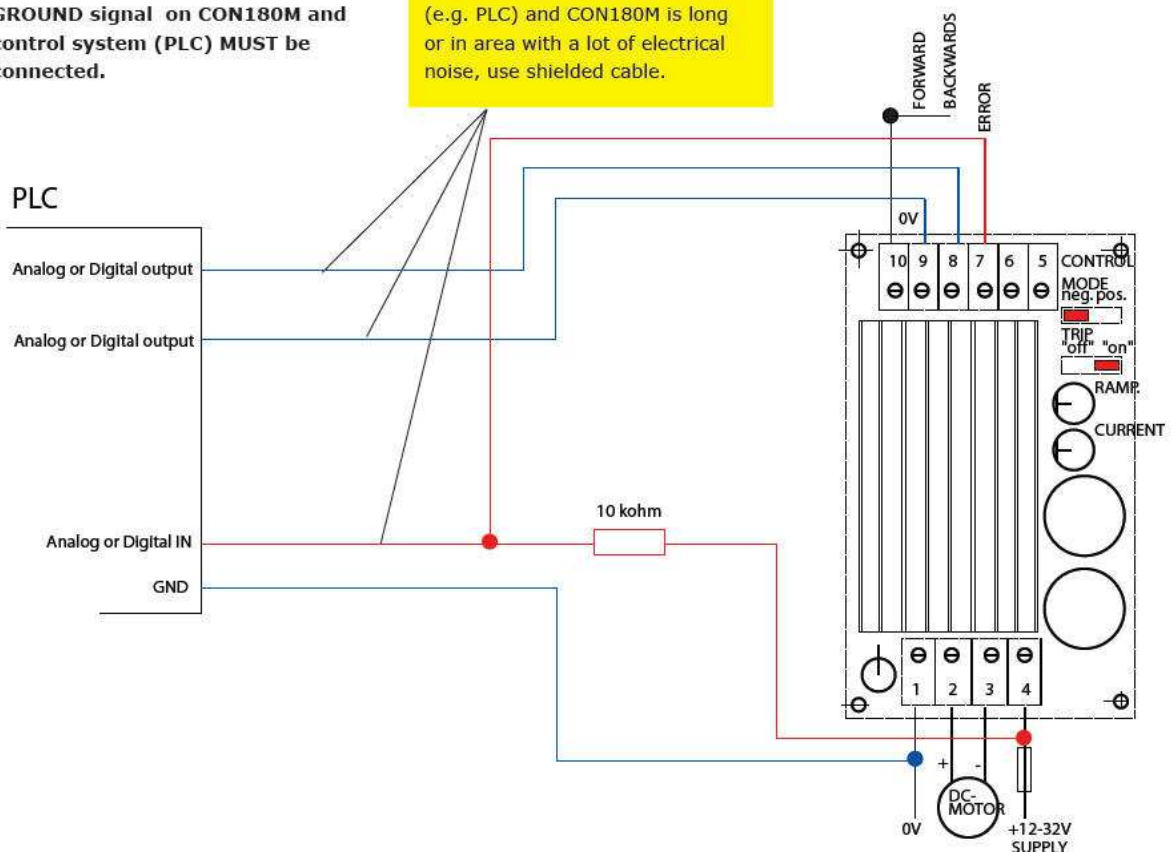 GROUND signal on CON180M and
control system (PLC) MUST be
connected.
(e.g. PLC) and CON180M is long
or in area with a lot of electrical
noise, use shielded cable.
FORWARD
BACKWARDS
ERROR
PLC
0V
Analog or Digital output
10 9 8 7 6 5
CONTROL
MODE
neg. pos.
TRIP
"off" "on"
Analog or Digital output
RAMP.
CURRENT
10 kohm
Analog or Digital IN
GND
1 2 3 4
+ -
DC-
MOTOR
0V
+12-32V
SUPPLY